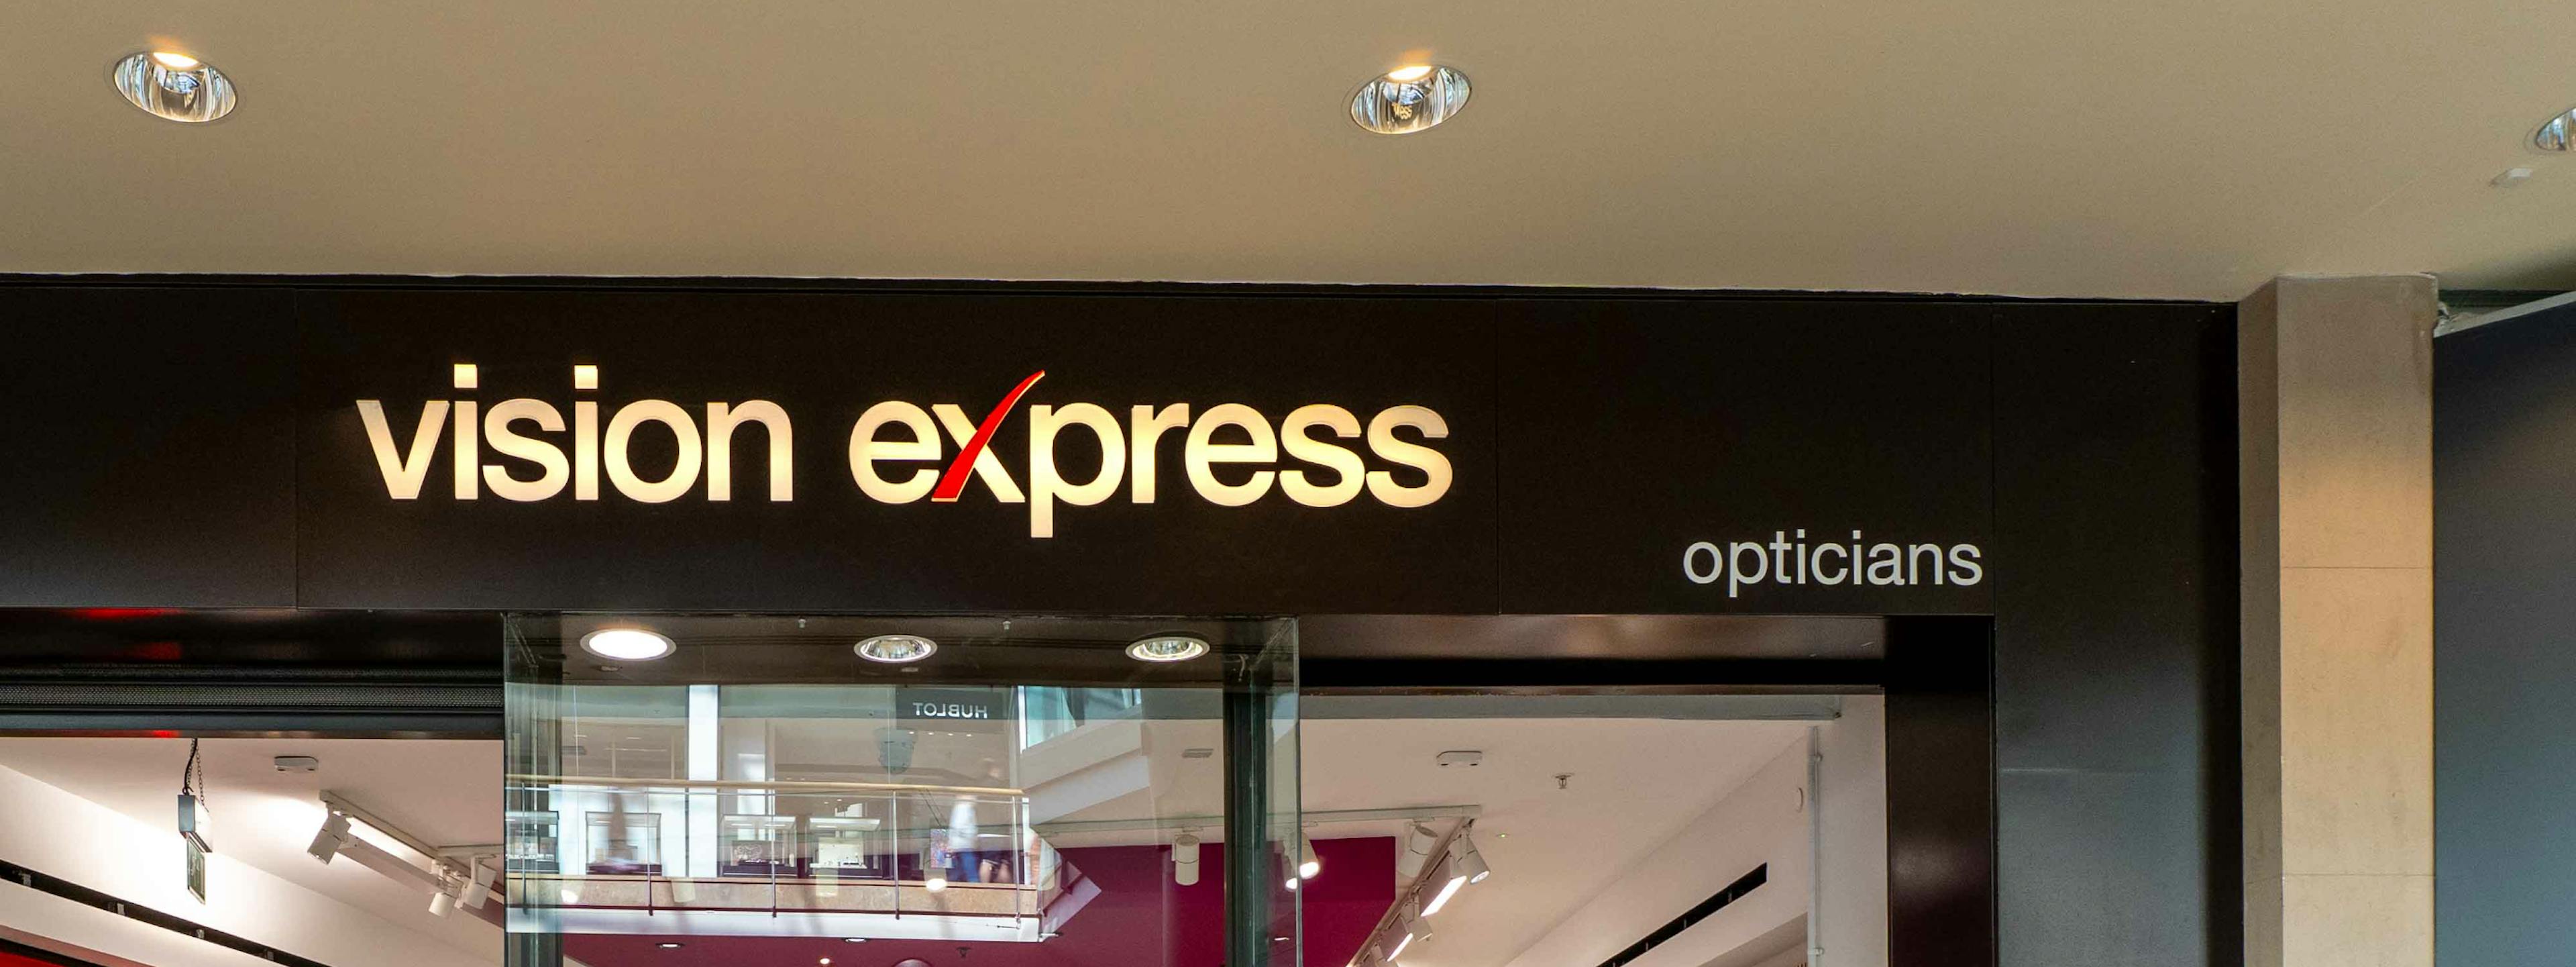 vision express
opticians
HUBLOT